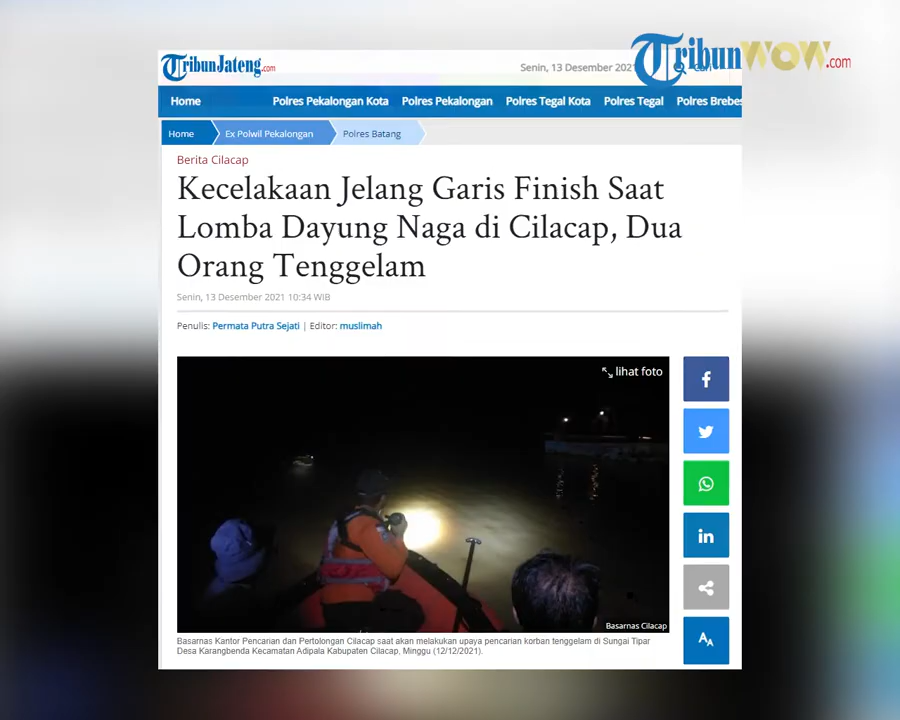 TribunJateng.com
Senin, 13 Desember 2021
TribunWOW.com
Home Polres Pekalongan Kota Polres Pekalongan Polres Tegal Kota Polres Tegal Polres Brebes
Home Ex Polwil Pekalongan Polres Batang
Berita Cilacap
Kecelakaan Jelang Garis Finish Saat
Lomba Dayung Naga di Cilacap, Dua
Orang Tenggelam
Senin, 13 Desember 2021 10:34 WIB
Penulis: Permata Putra Sejati | Editor: muslimah
lihat foto
Basarnas Cilacap
Basarnas Kantor Pencarian dan Pertolongan Cilacap saat akan melakukan upaya pencarian korban tenggelam di Sungai Tipar
Desa Karangbenda Kecamatan Adipala Kabupaten Cilacap, Minggu (12/12/2021).